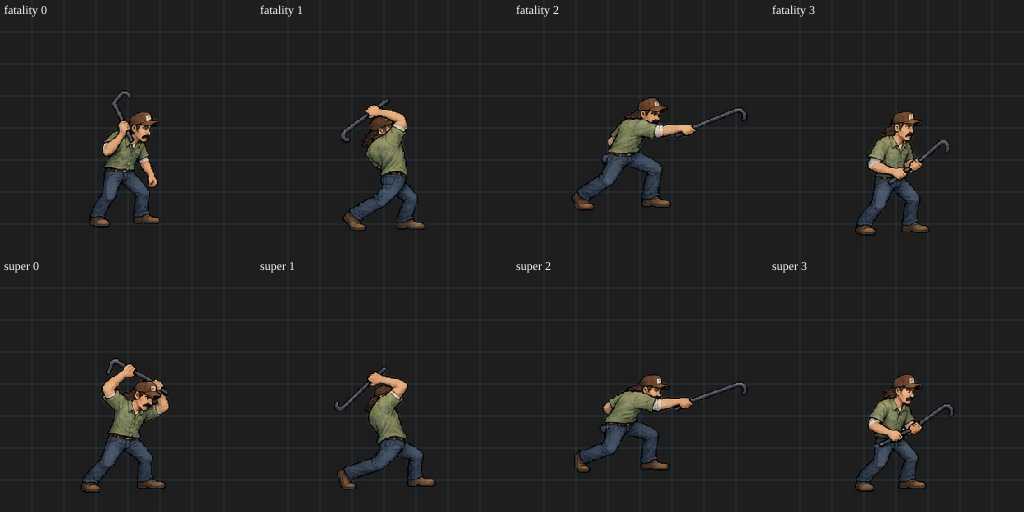 fatality 0
fatality 1
fatality 2
fatality 3
super 0
super 1
super 2
super 3